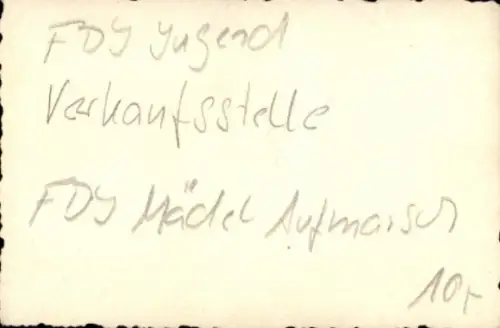 FDJ Jugend
Verkaufsstelle
FDJ Mädel Aufmarsch
10,-